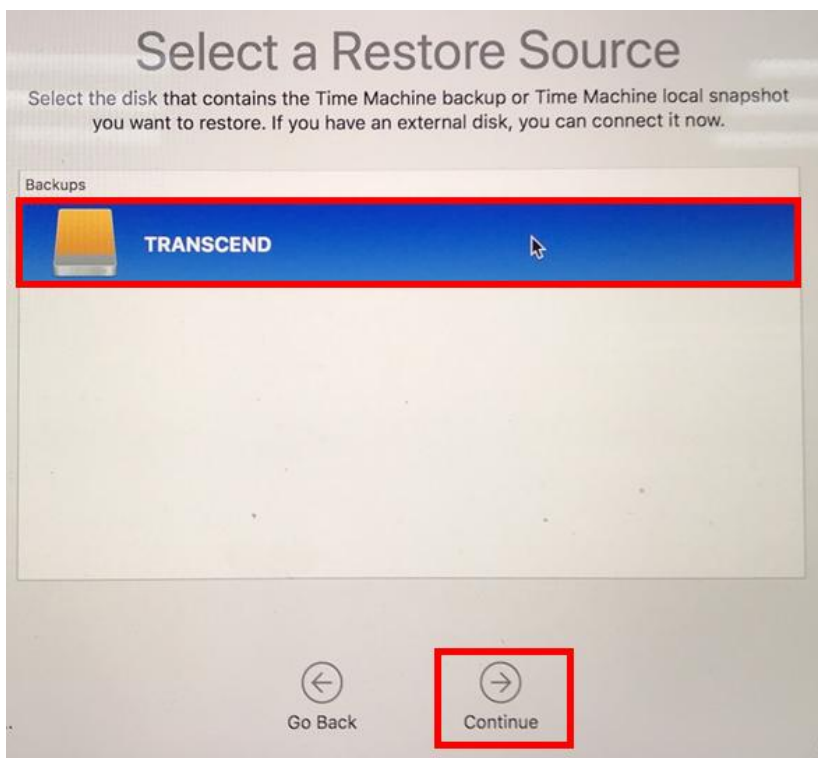 Select a Restore Source
Select the disk that contains the Time Machine backup or Time Machine local snapshot
you want to restore. If you have an external disk, you can connect it now.
Backups
TRANSCEND
Go Back
Continue